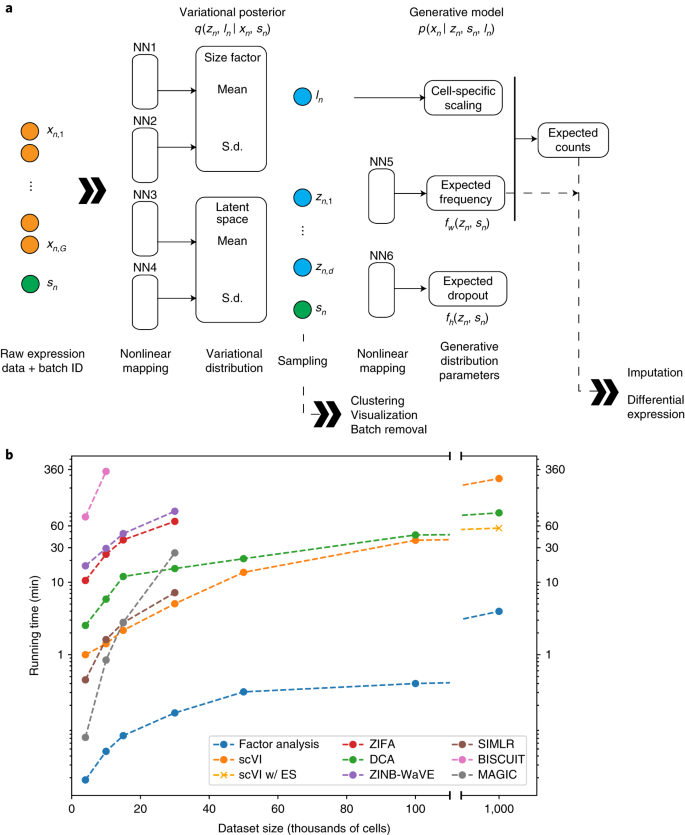 a
Variational posterior
q(zₙ, lₙ | xₙ, sₙ)
Generative model
p(xₙ | zₙ, sₙ, lₙ)
NN1
Size factor
Mean
S.d.
NN2
NN3
Latent
space
Mean
S.d.
NN4
xₙ,₁
⋮
xₙ,G
sₙ
lₙ
zₙ,₁
⋮
zₙ,d
sₙ
Cell-specific
scaling
Expected
counts
NN5
Expected
frequency
f_w(zₙ, sₙ)
NN6
Expected
dropout
f_h(zₙ, sₙ)
Raw expression
data + batch ID
Nonlinear
mapping
Variational
distribution
Sampling
Nonlinear
mapping
Generative
distribution
parameters
Clustering
Visualization
Batch removal
Imputation
Differential
expression
b
Running time (min)
360
60
30
10
1
360
60
30
10
1
0
20
40
60
80
100
1,000
Dataset size (thousands of cells)
Factor analysis
scVI
scVI w/ ES
ZIFA
DCA
ZINB-WaVE
SIMLR
BISCUIT
MAGIC